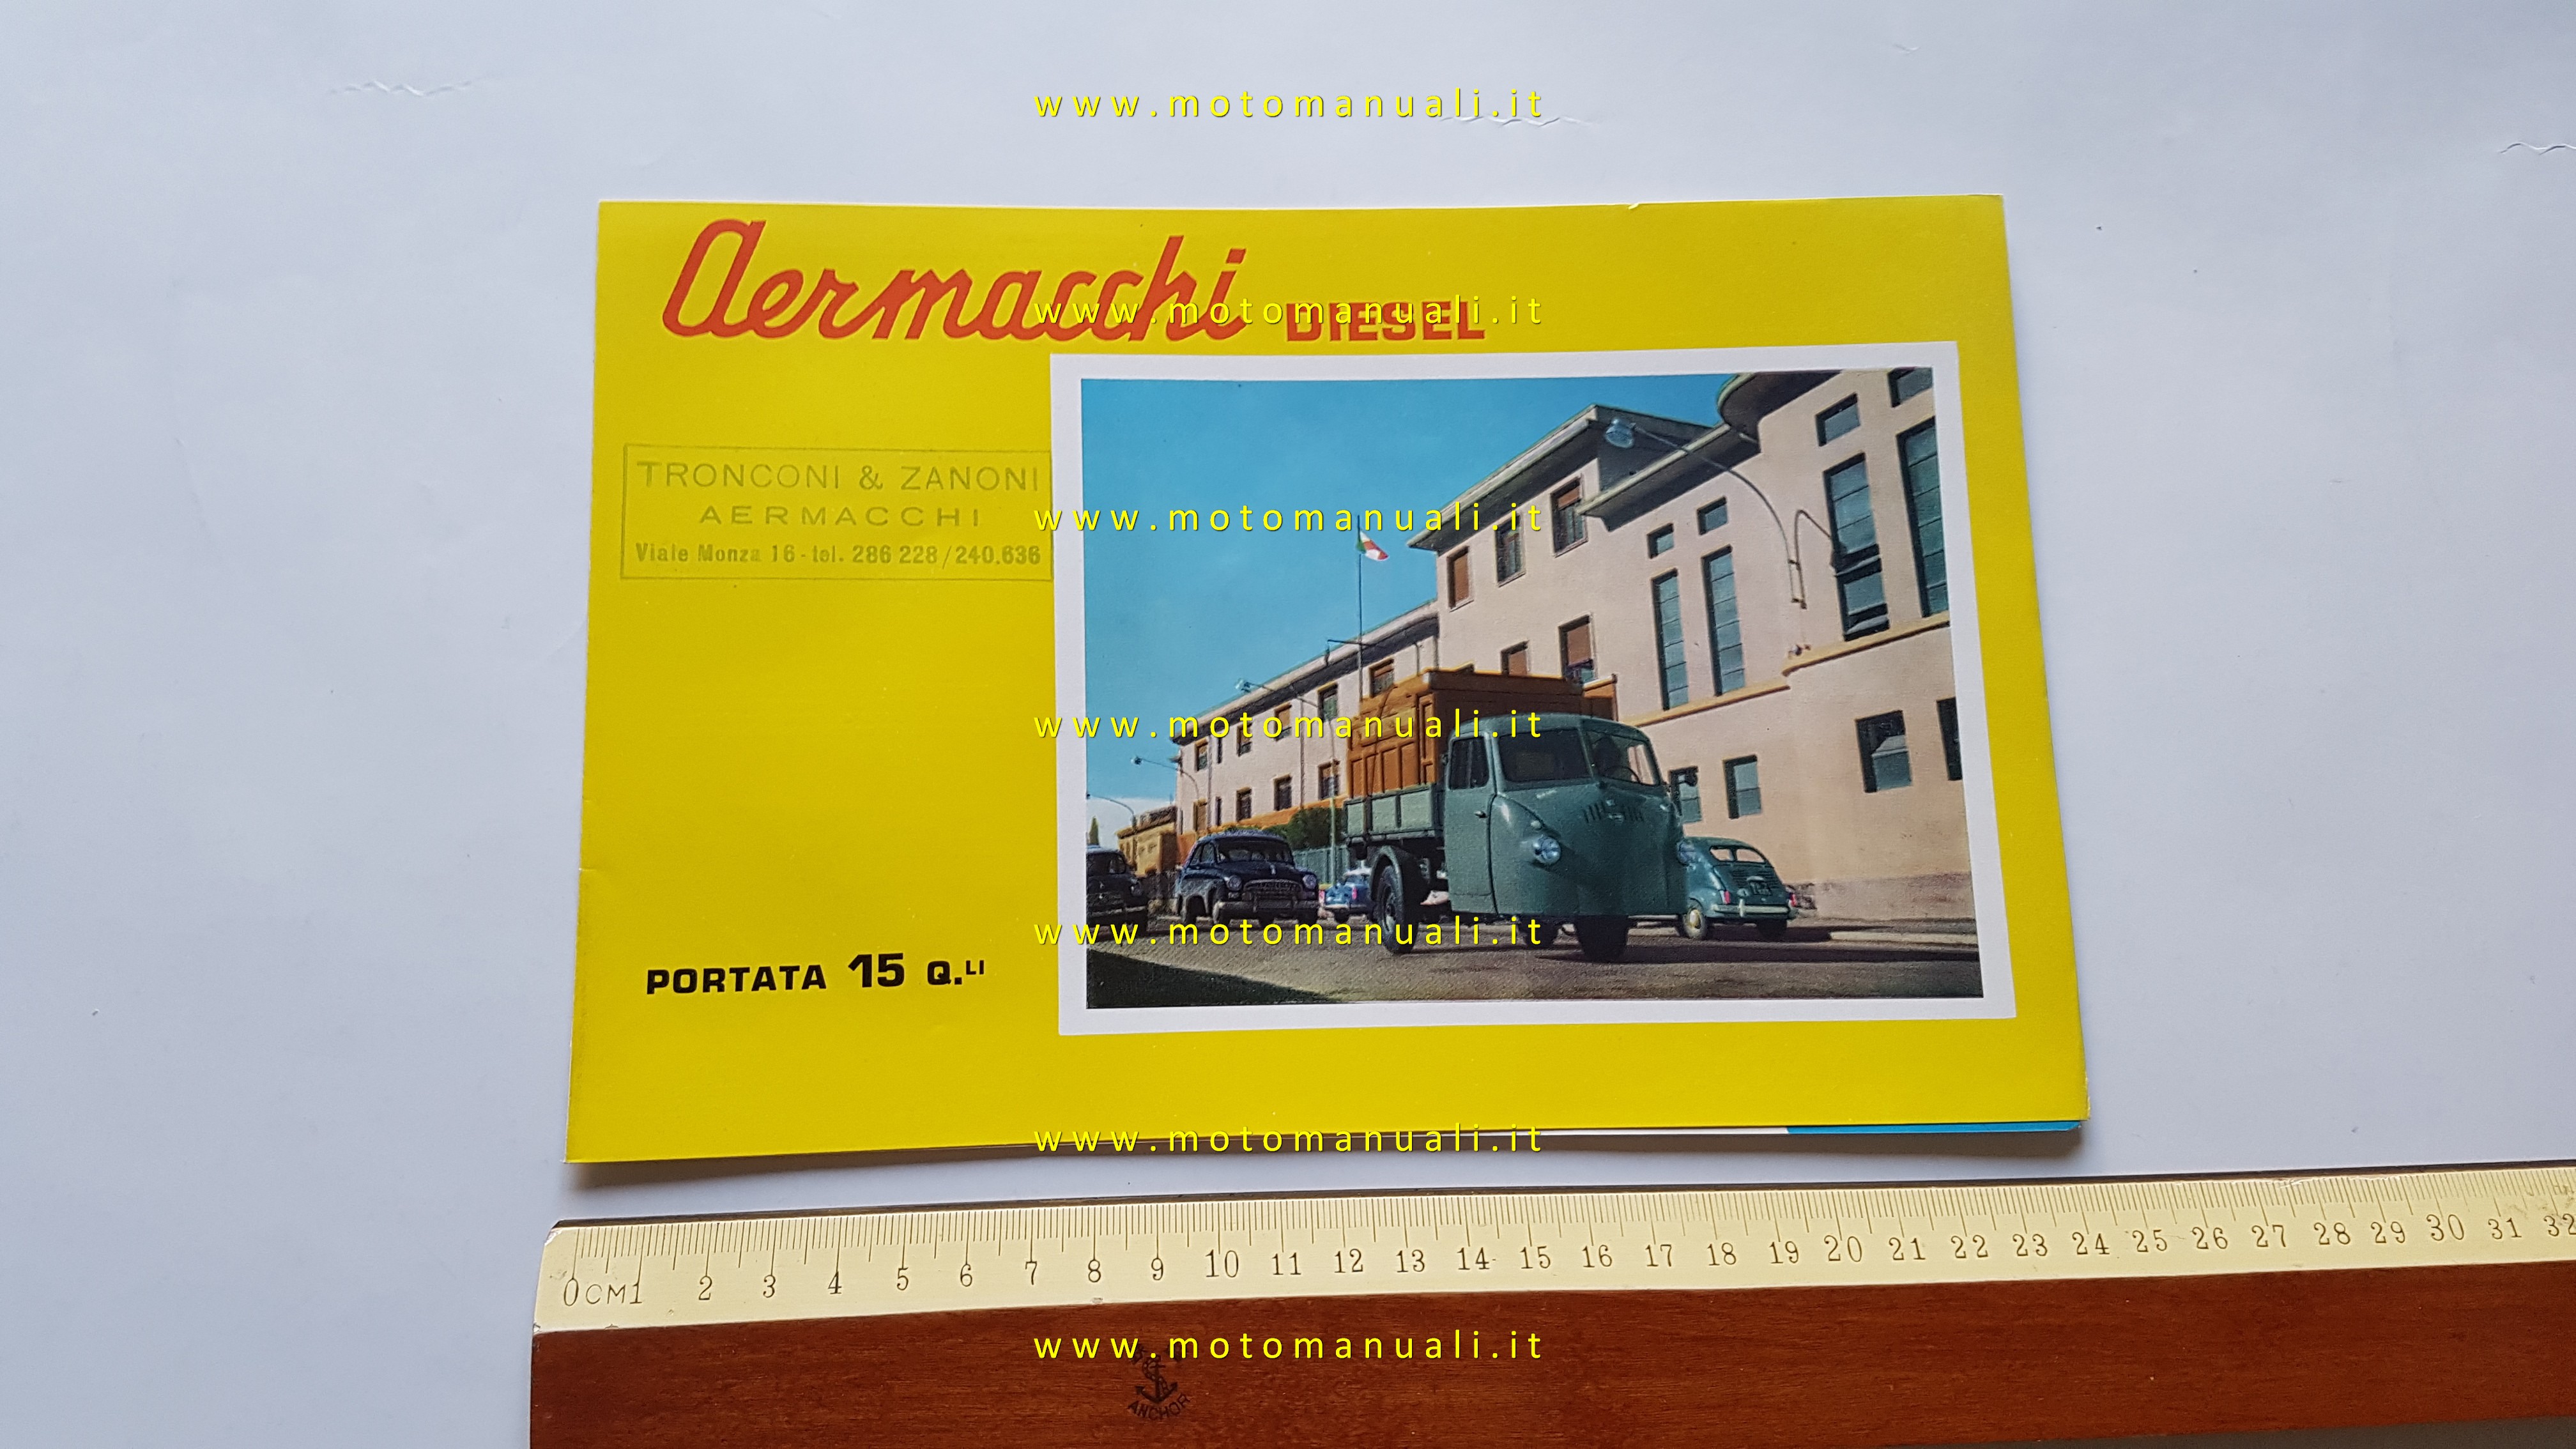 www.motomanuali.it
Aermacchi DIESEL
www.motomanuali.it
TRONCONI & ZANONI
AERMACCHI
Viale Monza 16 - tel. 286 228 / 240.636
www.motomanuali.it
www.motomanuali.it
www.motomanuali.it
PORTATA 15 Q.LI
www.motomanuali.it
0CM1 2 3 4 5 6 7 8 9 10 11 12 13 14 15 16 17 18 19 20 21 22 23 24 25 26 27 28 29 30 31 32
www.motomanuali.it
ANCHOR